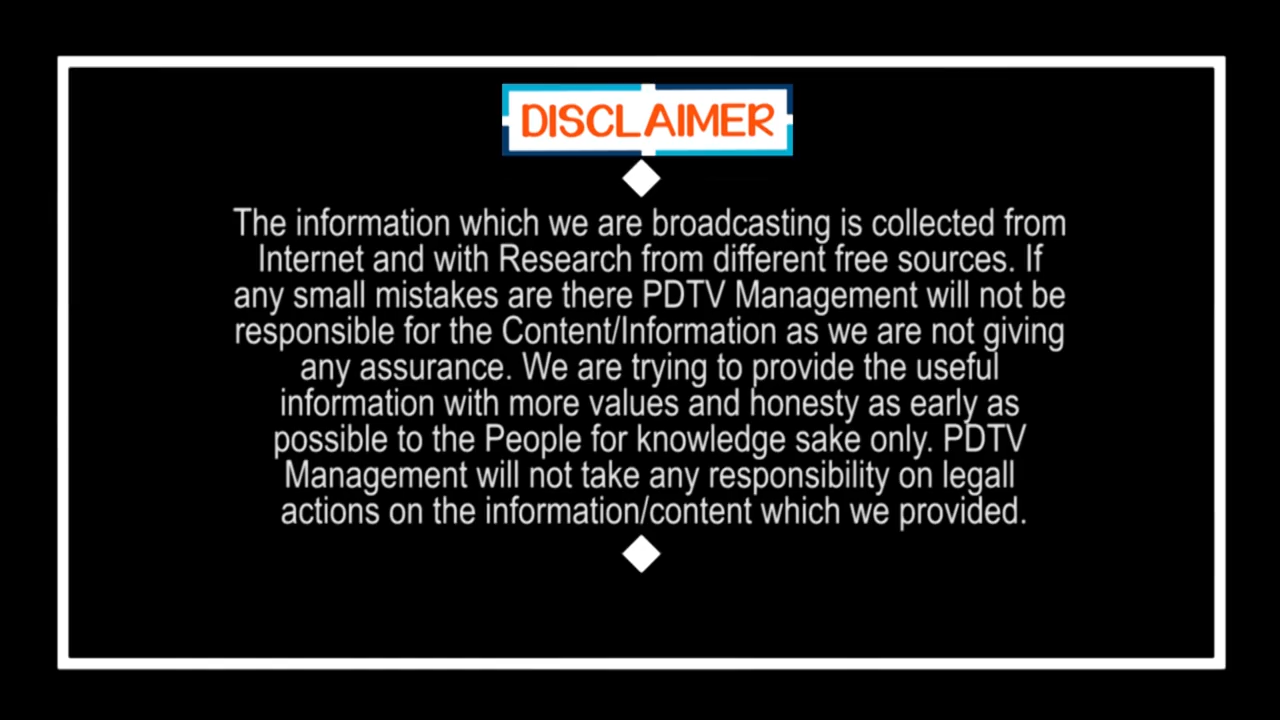 DISCLAIMER
The information which we are broadcasting is collected from
Internet and with Research from different free sources. If
any small mistakes are there PDTV Management will not be
responsible for the Content/Information as we are not giving
any assurance. We are trying to provide the useful
information with more values and honesty as early as
possible to the People for knowledge sake only. PDTV
Management will not take any responsibility on legall
actions on the information/content which we provided.